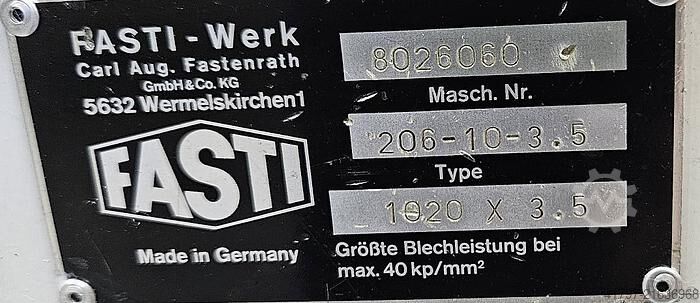 FASTI-Werk
Carl Aug. Fastenrath
GmbH & Co. KG
5632 Wermelskirchen 1
FASTI
Made in Germany
8026060
Masch. Nr.
206-10-3.5
Type
1020 X 3.5
Größte Blechleistung bei
max. 40 kp/mm²